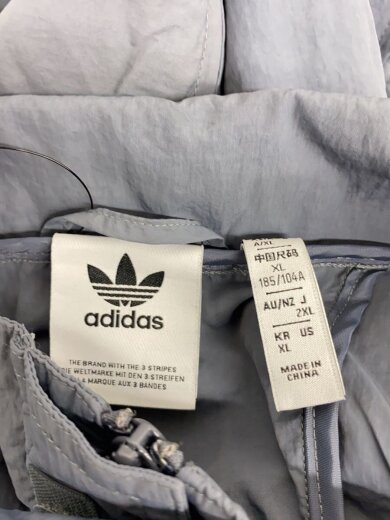 adidas
THE BRAND WITH THE 3 STRIPES
DIE WELTMARKE MIT DEN 3 STREIFEN
LA MARQUE AUX 3 BANDES
A/XL
中国尺码
XL
185/104A
AU/NZ J
2XL
KR US
XL
MADE IN
CHINA